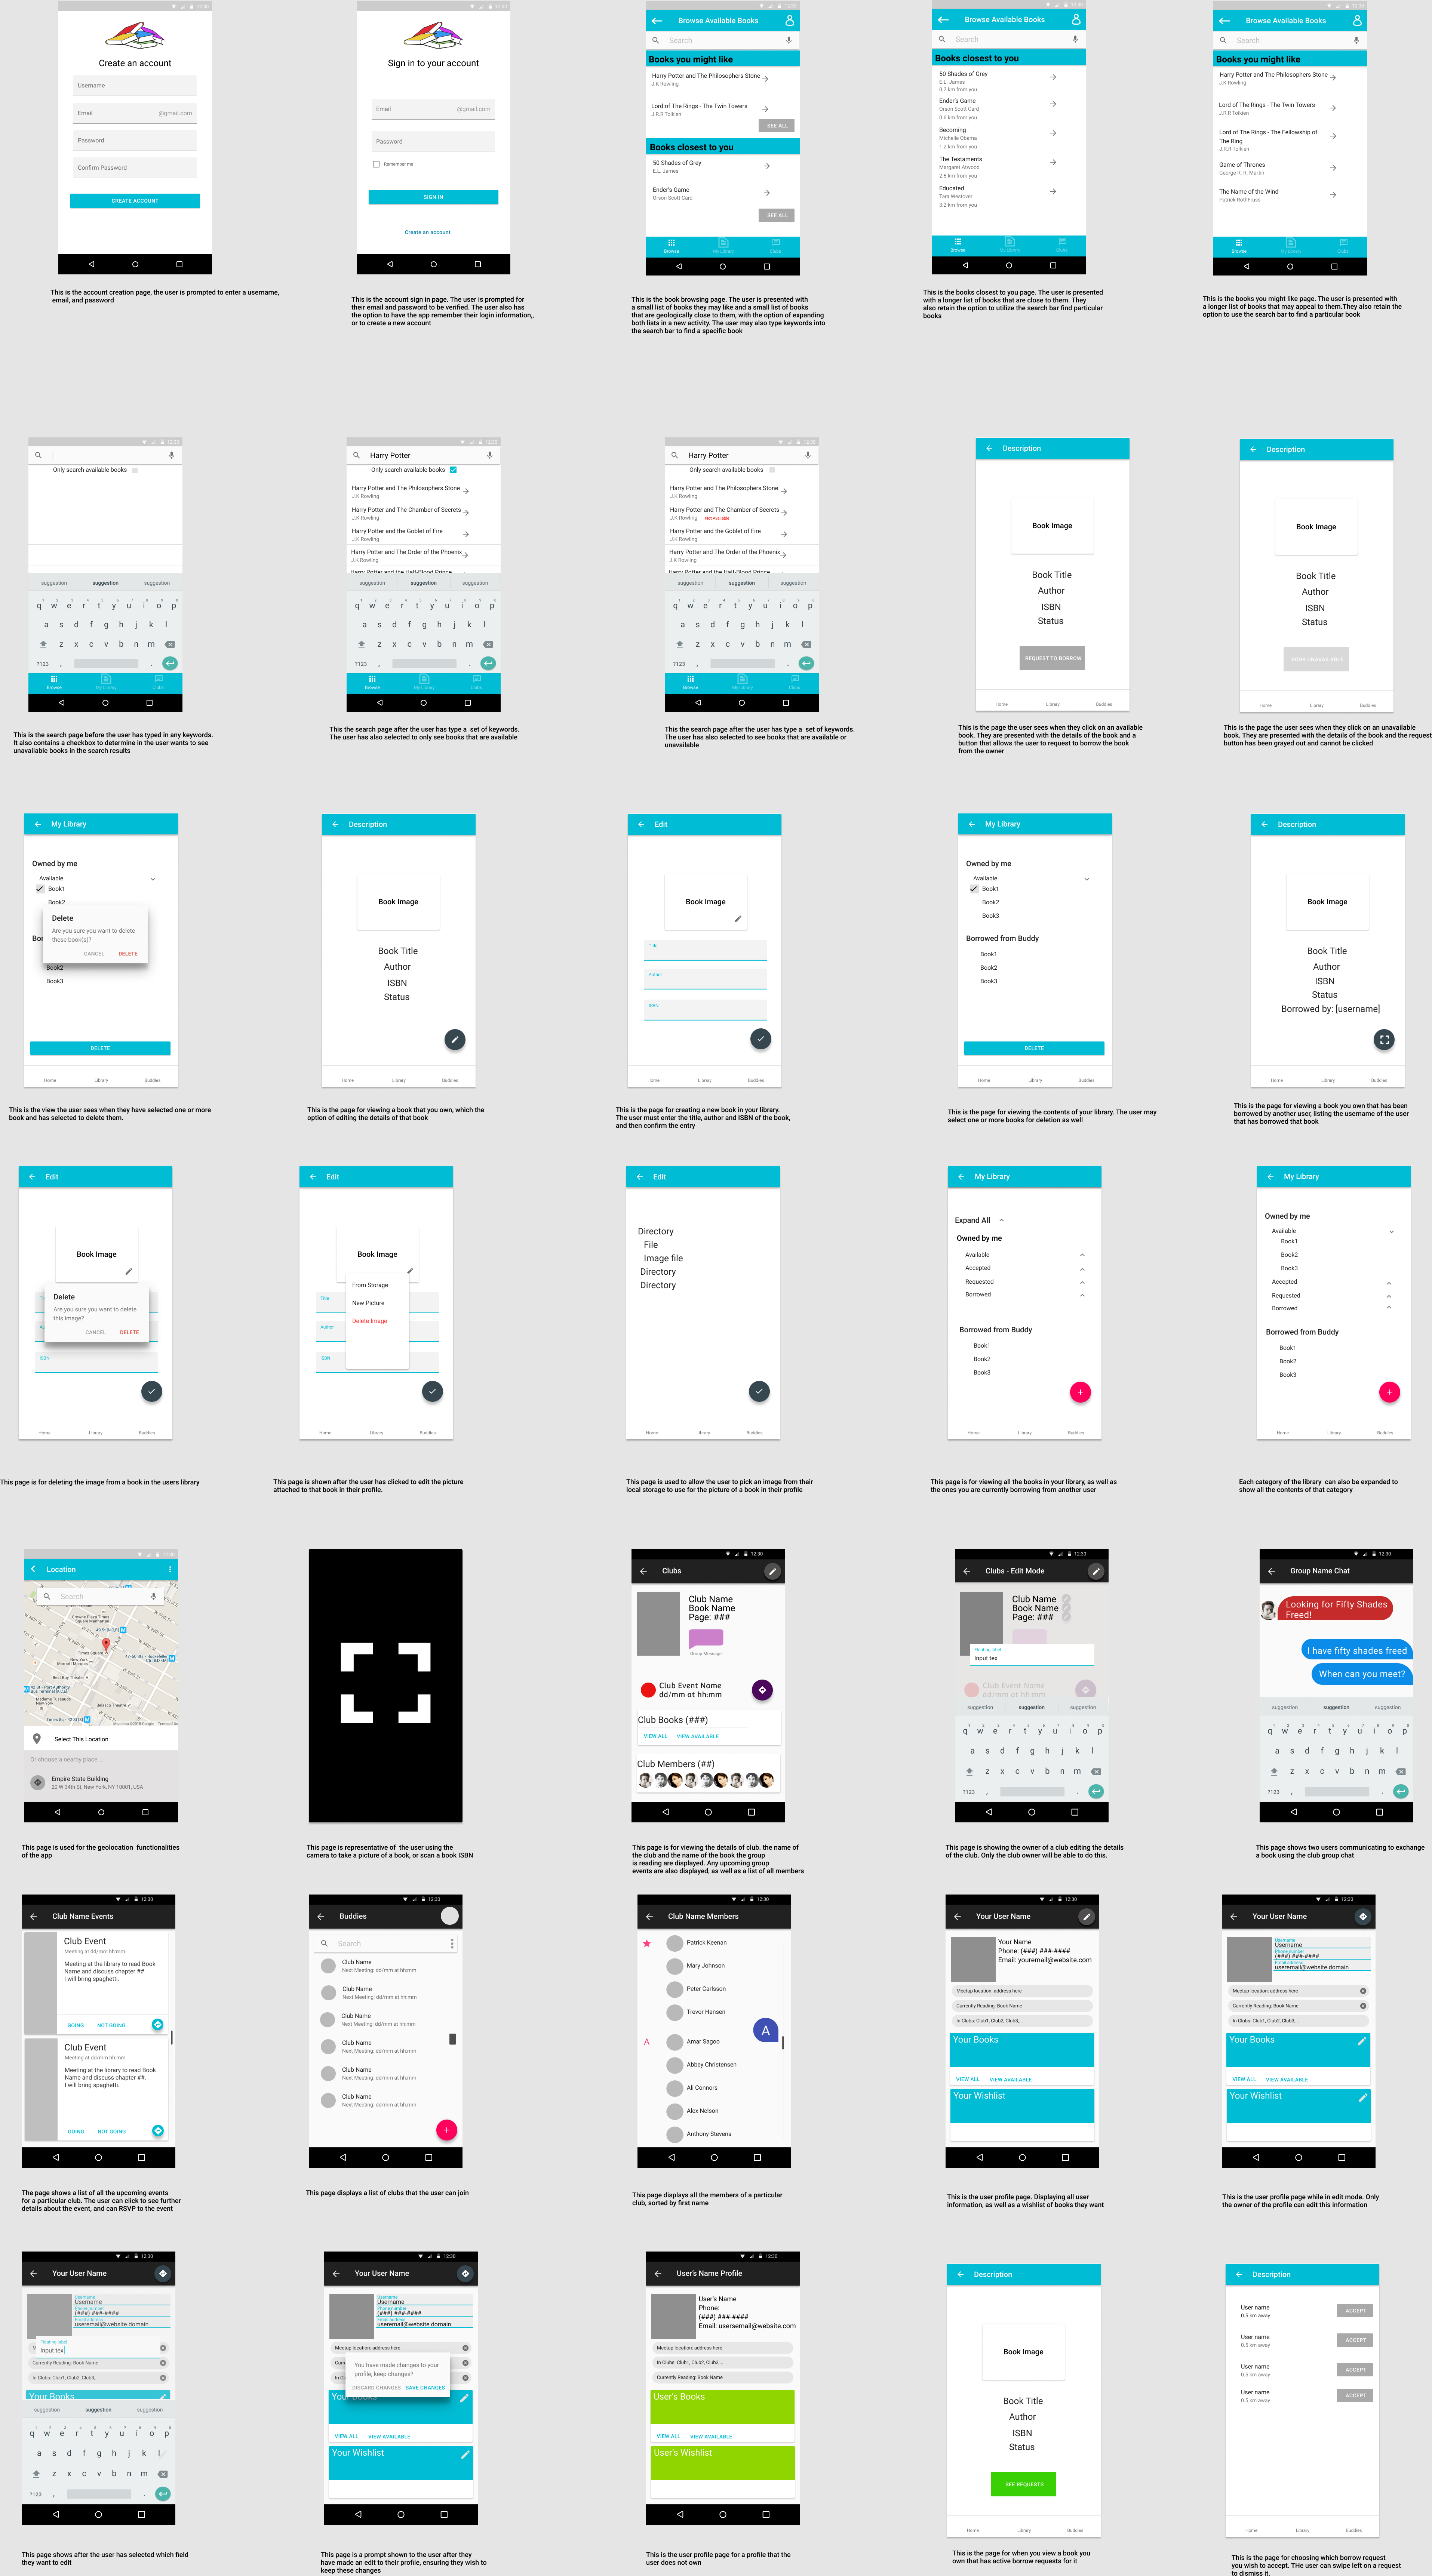 12:30
Create an account
Username
Email @gmail.com
Password
Confirm Password
CREATE ACCOUNT
This is the account creation page, the user is prompted to enter a username,
email, and password
12:30
Sign in to your account
Email @gmail.com
Password
Remember me
SIGN IN
Create an account
This is the account sign in page. The user is prompted for
their email and password to be verified. The user also has
the option to have the app remember their login information,,
or to create a new account
12:30
Browse Available Books
Search
Books you might like
Harry Potter and The Philosophers Stone
J.K Rowling
Lord of The Rings - The Twin Towers
J.R.R Tolkien
SEE ALL
Books closest to you
50 Shades of Grey
E.L. James
Ender's Game
Orson Scott Card
SEE ALL
Browse My Library Clubs
This is the book browsing page. The user is presented with
a small list of books they may like and a small list of books
that are geologically close to them, with the option of expanding
both lists in a new activity. The user may also type keywords into
the search bar to find a specific book
12:30
Browse Available Books
Search
Books closest to you
50 Shades of Grey
E.L. James
0.2 km from you
Ender's Game
Orson Scott Card
0.6 km from you
Becoming
Michelle Obama
1.2 km from you
The Testaments
Margaret Atwood
2.5 km from you
Educated
Tara Westover
3.2 km from you
Browse My Library Clubs
This is the books closest to you page. The user is presented
with a longer list of books that are close to them. They
also retain the option to utilize the search bar find particular
books
12:30
Browse Available Books
Search
Books you might like
Harry Potter and The Philosophers Stone
J.K Rowling
Lord of The Rings - The Twin Towers
J.R.R Tolkien
Lord of The Rings - The Fellowship of
The Ring
J.R.R Tolkien
Game of Thrones
George R. R. Martin
The Name of the Wind
Patrick Rothfruss
Browse My Library Clubs
This is the books you might like page. The user is presented with
a longer list of books that may appeal to them.They also retain the
option to use the search bar to find a particular book
12:30
Only search available books
suggestion suggestion suggestion
q w e r t y u i o p
a s d f g h j k l
z x c v b n m
?123 , .
Browse My Library Clubs
This is the search page before the user has typed in any keywords.
It also contains a checkbox to determine in the user wants to see
unavailable books in the search results
12:30
Harry Potter
Only search available books
Harry Potter and The Philosophers Stone
J.K Rowling
Harry Potter and The Chamber of Secrets
J.K Rowling
Harry Potter and the Goblet of Fire
J.K Rowling
Harry Potter and The Order of the Phoenix
J.K Rowling
Harry Potter and the Half-Blood Prince
suggestion suggestion suggestion
q w e r t y u i o p
a s d f g h j k l
z x c v b n m
?123 , .
Browse My Library Clubs
This the search page after the user has type a  set of keywords.
The user has also selected to only see books that are available
12:30
Harry Potter
Only search available books
Harry Potter and The Philosophers Stone
J.K Rowling
Harry Potter and The Chamber of Secrets
J.K Rowling Not Available
Harry Potter and the Goblet of Fire
J.K Rowling
Harry Potter and The Order of the Phoenix
J.K Rowling
Harry Potter and the Half-Blood Prince
suggestion suggestion suggestion
q w e r t y u i o p
a s d f g h j k l
z x c v b n m
?123 , .
Browse My Library Clubs
This the search page after the user has type a  set of keywords.
The user has also selected to see books that are available or
unavailable
Description
Book Image
Book Title
Author
ISBN
Status
REQUEST TO BORROW
Home Library Buddies
This is the page the user sees when they click on an available
book. They are presented with the details of the book and a
button that allows the user to request to borrow the book
from the owner
Description
Book Image
Book Title
Author
ISBN
Status
BOOK UNAVAILABLE
Home Library Buddies
This is the page the user sees when they click on an unavailable
book. They are presented with the details of the book and the request
button has been grayed out and cannot be clicked
My Library
Owned by me
Available
Book1
Book2
Delete
Are you sure you want to delete
these book(s)?
CANCEL DELETE
Bor
Book2
Book3
DELETE
Home Library Buddies
This is the view the user sees when they have selected one or more
book and has selected to delete them.
Description
Book Image
Book Title
Author
ISBN
Status
Home Library Buddies
This is the page for viewing a book that you own, which the
option of editing the details of that book
Edit
Book Image
Title
Author
ISBN
Home Library Buddies
This is the page for creating a new book in your library.
The user must enter the title, author and ISBN of the book,
and then confirm the entry
My Library
Owned by me
Available
Book1
Book2
Book3
Borrowed from Buddy
Book1
Book2
Book3
DELETE
Home Library Buddies
This is the page for viewing the contents of your library. The user may
select one or more books for deletion as well
Description
Book Image
Book Title
Author
ISBN
Status
Borrowed by: [username]
Home Library Buddies
This is the page for viewing a book you own that has been
borrowed by another user, listing the username of the user
that has borrowed that book
Edit
Book Image
Delete
Are you sure you want to delete
this image?
CANCEL DELETE
ISBN
Home Library Buddies
This page is for deleting the image from a book in the users library
Edit
Book Image
From Storage
Title
New Picture
Delete Image
Author
ISBN
Home Library Buddies
This page is shown after the user has clicked to edit the picture
attached to that book in their profile.
Edit
Directory
File
Image file
Directory
Directory
Home Library Buddies
This page is used to allow the user to pick an image from their
local storage to use for the picture of a book in their profile
My Library
Expand All
Owned by me
Available
Accepted
Requested
Borrowed
Borrowed from Buddy
Book1
Book2
Book3
Home Library Buddies
This page is for viewing all the books in your library, as well as
the ones you are currently borrowing from another user
My Library
Owned by me
Available
Book1
Book2
Book3
Accepted
Requested
Borrowed
Borrowed from Buddy
Book1
Book2
Book3
Home Library Buddies
Each category of the library  can also be expanded to
show all the contents of that category
12:30
Location
Search
Crowne Plaza Times
Square Manhattan
Times Square
Select This Location
Or choose a nearby place ...
Empire State Building
20 W 34th St, New York, NY 10001, USA
This page is used for the geolocation  functionalities
of the app
This page is representative of  the user using the
camera to take a picture of a book, or scan a book ISBN
12:30
Clubs
Club Name
Book Name
Page: ###
Group Message
Club Event Name
dd/mm at hh:mm
Club Books (###)
VIEW ALL VIEW AVAILABLE
Club Members (##)
This page is for viewing the details of club. the name of
the club and the name of the book the group
is reading are displayed. Any upcoming group
events are also displayed, as well as a list of all members
12:30
Clubs - Edit Mode
Club Name
Book Name
Page: ###
Floating label
Input tex
Club Event Name
dd/mm at hh:mm
suggestion suggestion suggestion
q w e r t y u i o p
a s d f g h j k l
z x c v b n m
?123 , .
This page is showing the owner of a club editing the details
of the club. Only the club owner will be able to do this.
12:30
Group Name Chat
Looking for Fifty Shades
Freed!
I have fifty shades freed
When can you meet?
suggestion suggestion suggestion
q w e r t y u i o p
a s d f g h j k l
z x c v b n m
?123 , .
This page shows two users communicating to exchange
a book using the club group chat
12:30
Club Name Events
Club Event
Meeting at dd/mm hh:mm
Meeting at the library to read Book
Name and discuss chapter ##.
I will bring spaghetti.
GOING NOT GOING
Club Event
Meeting at dd/mm hh:mm
Meeting at the library to read Book
Name and discuss chapter ##.
I will bring spaghetti.
GOING NOT GOING
The page shows a list of all the upcoming events
for a particular club. The user can click to see further
details about the event, and can RSVP to the event
12:30
Buddies
Search
Club Name
Next Meeting: dd/mm at hh:mm
Club Name
Next Meeting: dd/mm at hh:mm
Club Name
Next Meeting: dd/mm at hh:mm
Club Name
Next Meeting: dd/mm at hh:mm
Club Name
Next Meeting: dd/mm at hh:mm
Club Name
Next Meeting: dd/mm at hh:mm
This page displays a list of clubs that the user can join
12:30
Club Name Members
Patrick Keenan
Mary Johnson
Peter Carlsson
Trevor Hansen
A Amar Sagoo
A
Abbey Christensen
Ali Connors
Alex Nelson
Anthony Stevens
This page displays all the members of a particular
club, sorted by first name
12:30
Your User Name
Your Name
Phone: (###) ###-####
Email: youremail@website.com
Meetup location: address here
Currently Reading: Book Name
In Clubs: Club1, Club2, Club3,...
Your Books
VIEW ALL VIEW AVAILABLE
Your Wishlist
This is the user profile page. Displaying all user
information, as well as a wishlist of books they want
12:30
Your User Name
Username
Username
Phone number
(###) ###-####
Email address
useremail@website.domain
Meetup location: address here
Currently Reading: Book Name
In Clubs: Club1, Club2, Club3,...
Your Books
VIEW ALL VIEW AVAILABLE
Your Wishlist
This is the user profile page while in edit mode. Only
the owner of the profile can edit this information
12:30
Your User Name
Username
Username
Phone number
(###) ###-####
Email address
useremail@website.domain
Floating label
Input tex
Currently Reading: Book Name
In Clubs: Club1, Club2, Club3,...
Your Books
suggestion suggestion suggestion
q w e r t y u i o p
a s d f g h j k l
z x c v b n m
?123 , .
This page shows after the user has selected which field
they want to edit
12:30
Your User Name
Username
Username
Phone number
(###) ###-####
Email address
useremail@website.domain
Meetup location: address here
You have made changes to your
profile, keep changes?
DISCARD CHANGES SAVE CHANGES
Your Books
VIEW ALL VIEW AVAILABLE
Your Wishlist
This page is a prompt shown to the user after they
have made an edit to their profile, ensuring they wish to
keep these changes
12:30
User's Name Profile
User's Name
Phone:
(###) ###-####
Email: usersemail@website.com
Meetup location: address here
In Clubs: Club1, Club2, Club3,...
Currently Reading: Book Name
User's Books
VIEW ALL VIEW AVAILABLE
User's Wishlist
This is the user profile page for a profile that the
user does not own
Description
Book Image
Book Title
Author
ISBN
Status
SEE REQUESTS
Home Library Buddies
This is the page for when you view a book you
own that has active borrow requests for it
Description
User name
0.5 km away
ACCEPT
User name
0.5 km away
ACCEPT
User name
0.5 km away
ACCEPT
User name
0.5 km away
ACCEPT
Home Library Buddies
This is the page for choosing which borrow request
you wish to accept. THe user can swipe left on a request
to dismiss it.